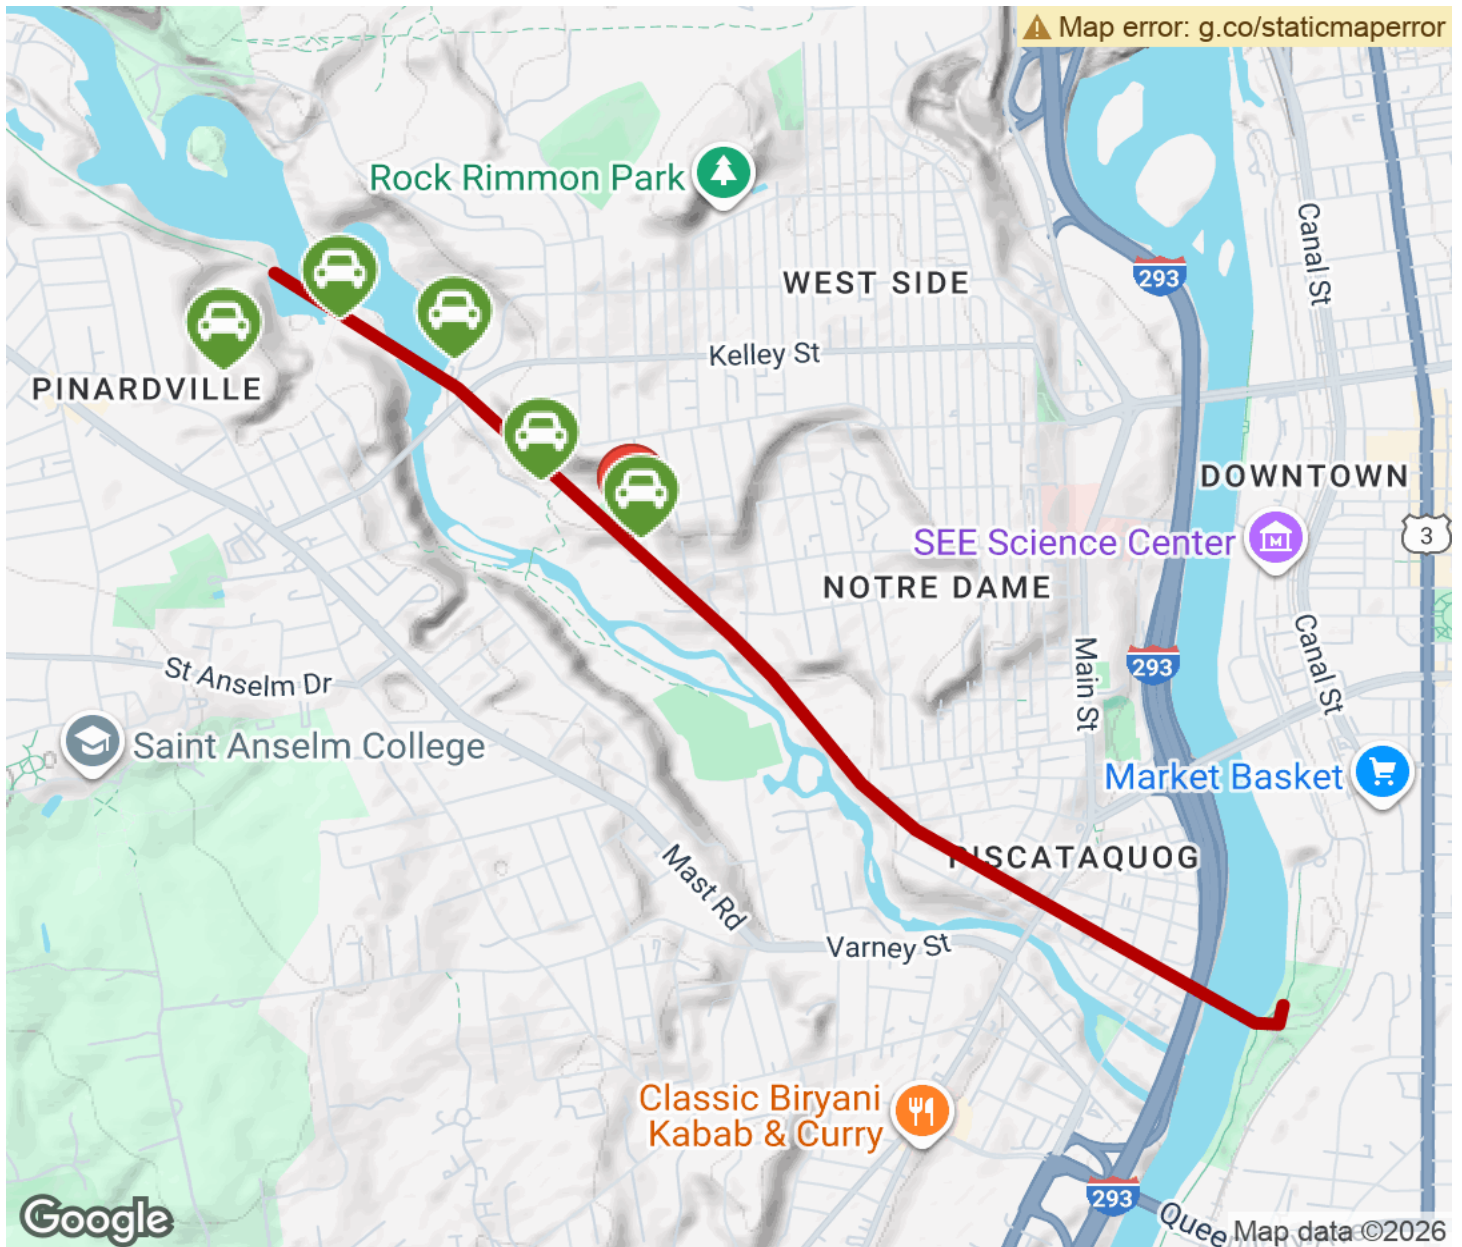 Map error: g.co/staticmaperror
Rock Rimmon Park
Canal St
WEST SIDE
293
Kelley St
PINARDVILLE
DOWNTOWN
SEE Science Center
3
NOTRE DAME
Canal St
Main St
293
St Anselm Dr
Saint Anselm College
Market Basket
PISCATAQUOG
Mast Rd
Varney St
Classic Biryani
Kabab & Curry
293
Quee
Google
Map data ©2026